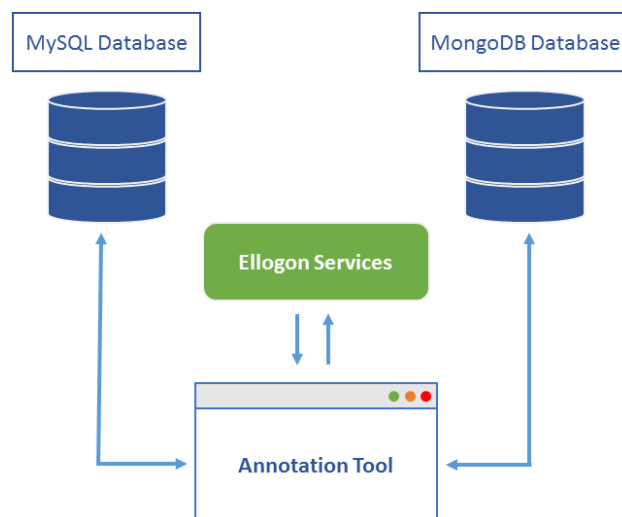 MySQL Database
MongoDB Database
Ellogon Services
Annotation Tool